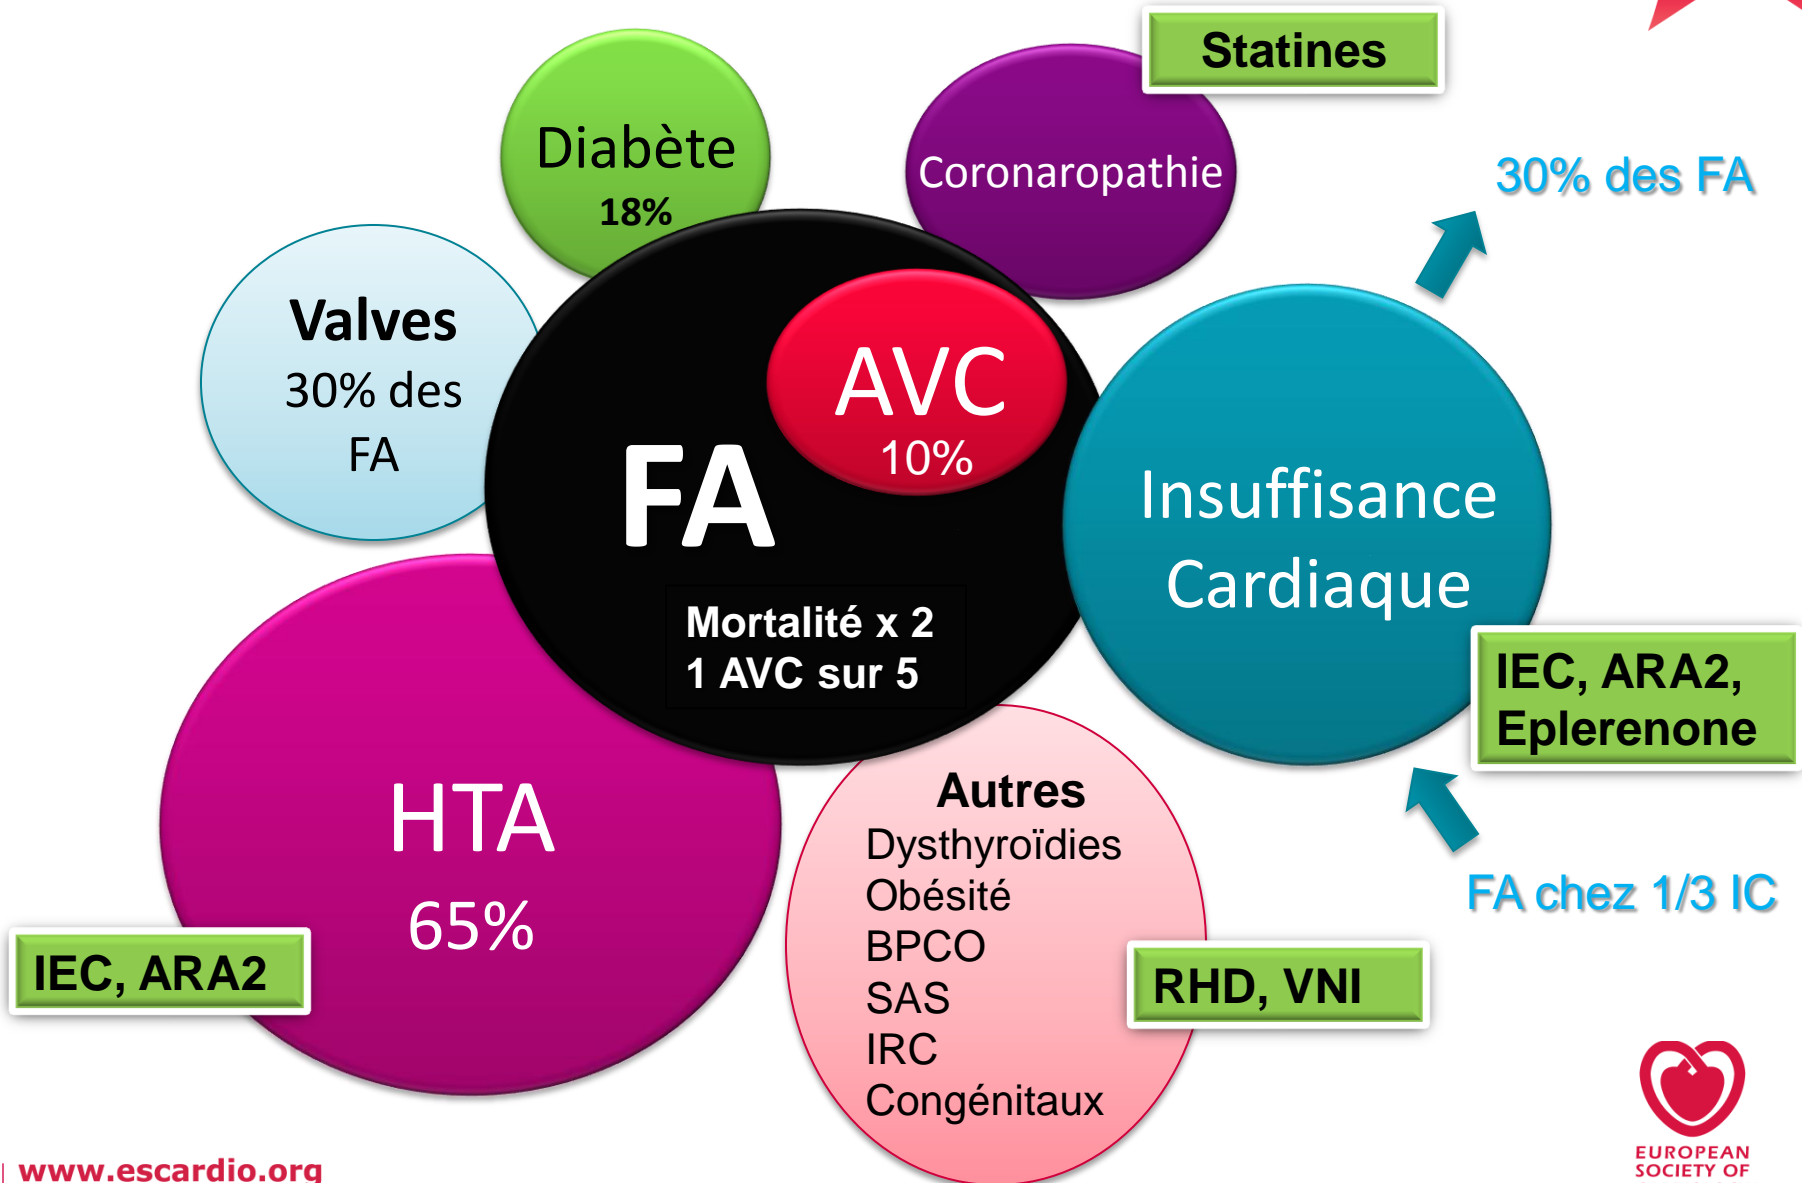 Statines
Diabète
18%
Coronaropathie
30% des FA
Valves
30% des
FA
AVC
10%
FA
Mortalité x 2
1 AVC sur 5
Insuffisance
Cardiaque
IEC, ARA2,
Eplerenone
FA chez 1/3 IC
HTA
65%
IEC, ARA2
Autres
Dysthyroïdies
Obésité
BPCO
SAS
IRC
Congénitaux
RHD, VNI
www.escardio.org
EUROPEAN
SOCIETY OF